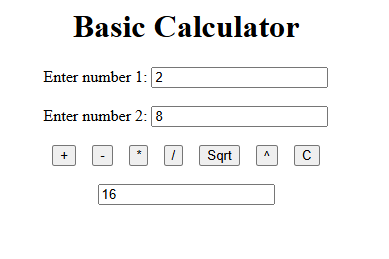 Basic Calculator
Enter number 1: 2
Enter number 2: 8
+ - * / Sqrt ^ C
16